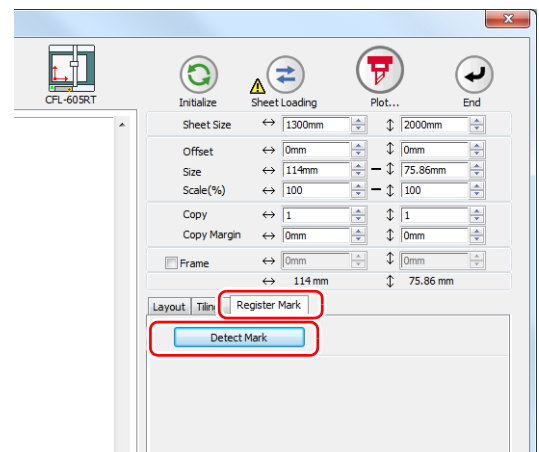 CFL-605RT
Initialize Sheet Loading Plot... End
Sheet Size 1300mm 2000mm
Offset 0mm 0mm
Size 114mm 75.86mm
Scale(%) 100 100
Copy 1 1
Copy Margin 0mm 0mm
Frame 0mm 0mm
114 mm 75.86 mm
Layout Register Mark
Detect Mark